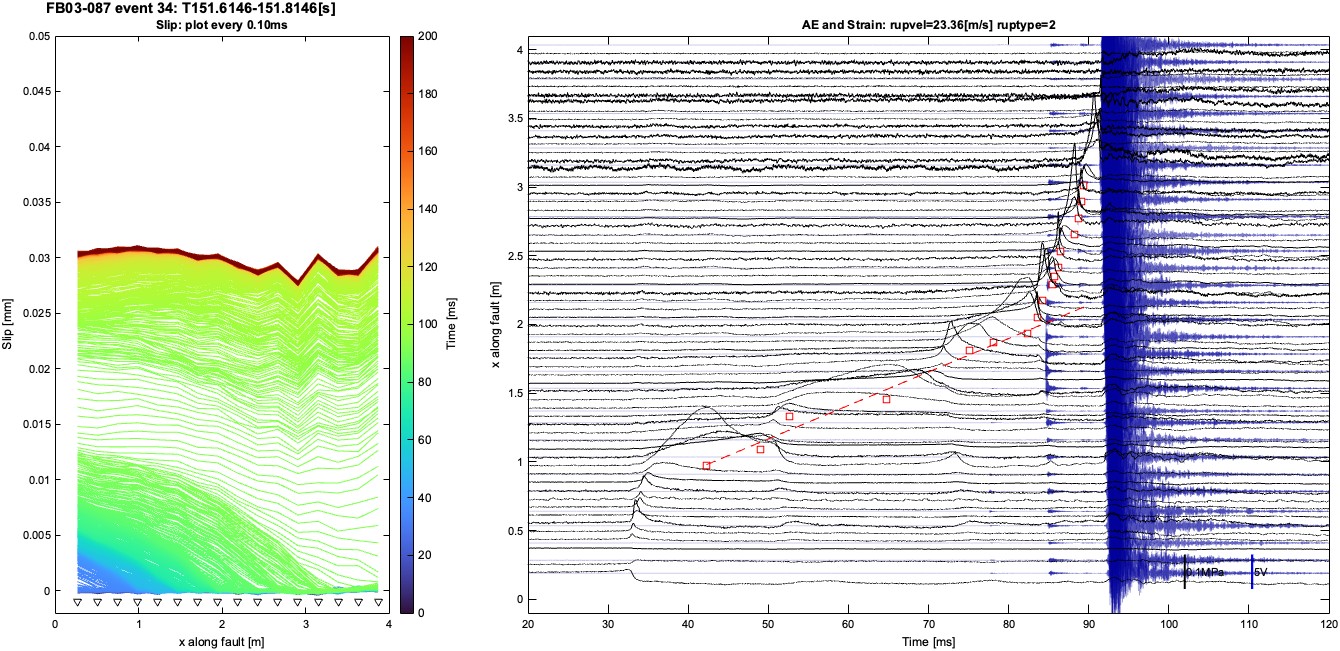 FB03-087 event 34: T151.6146-151.8146[s]
Slip: plot every 0.10ms
0.05
0.045
0.04
0.035
0.03
0.025
0.02
0.015
0.01
0.005
0
Slip [mm]
0 1 2 3 4
x along fault [m]
200
180
160
140
120
100
80
60
40
20
0
Time [ms]
AE and Strain: rupvel=23.36[m/s] ruptype=2
4
3.5
3
2.5
2
1.5
1
0.5
0
x along fault [m]
0.1MPa
5V
20 30 40 50 60 70 80 90 100 110 120
Time [ms]